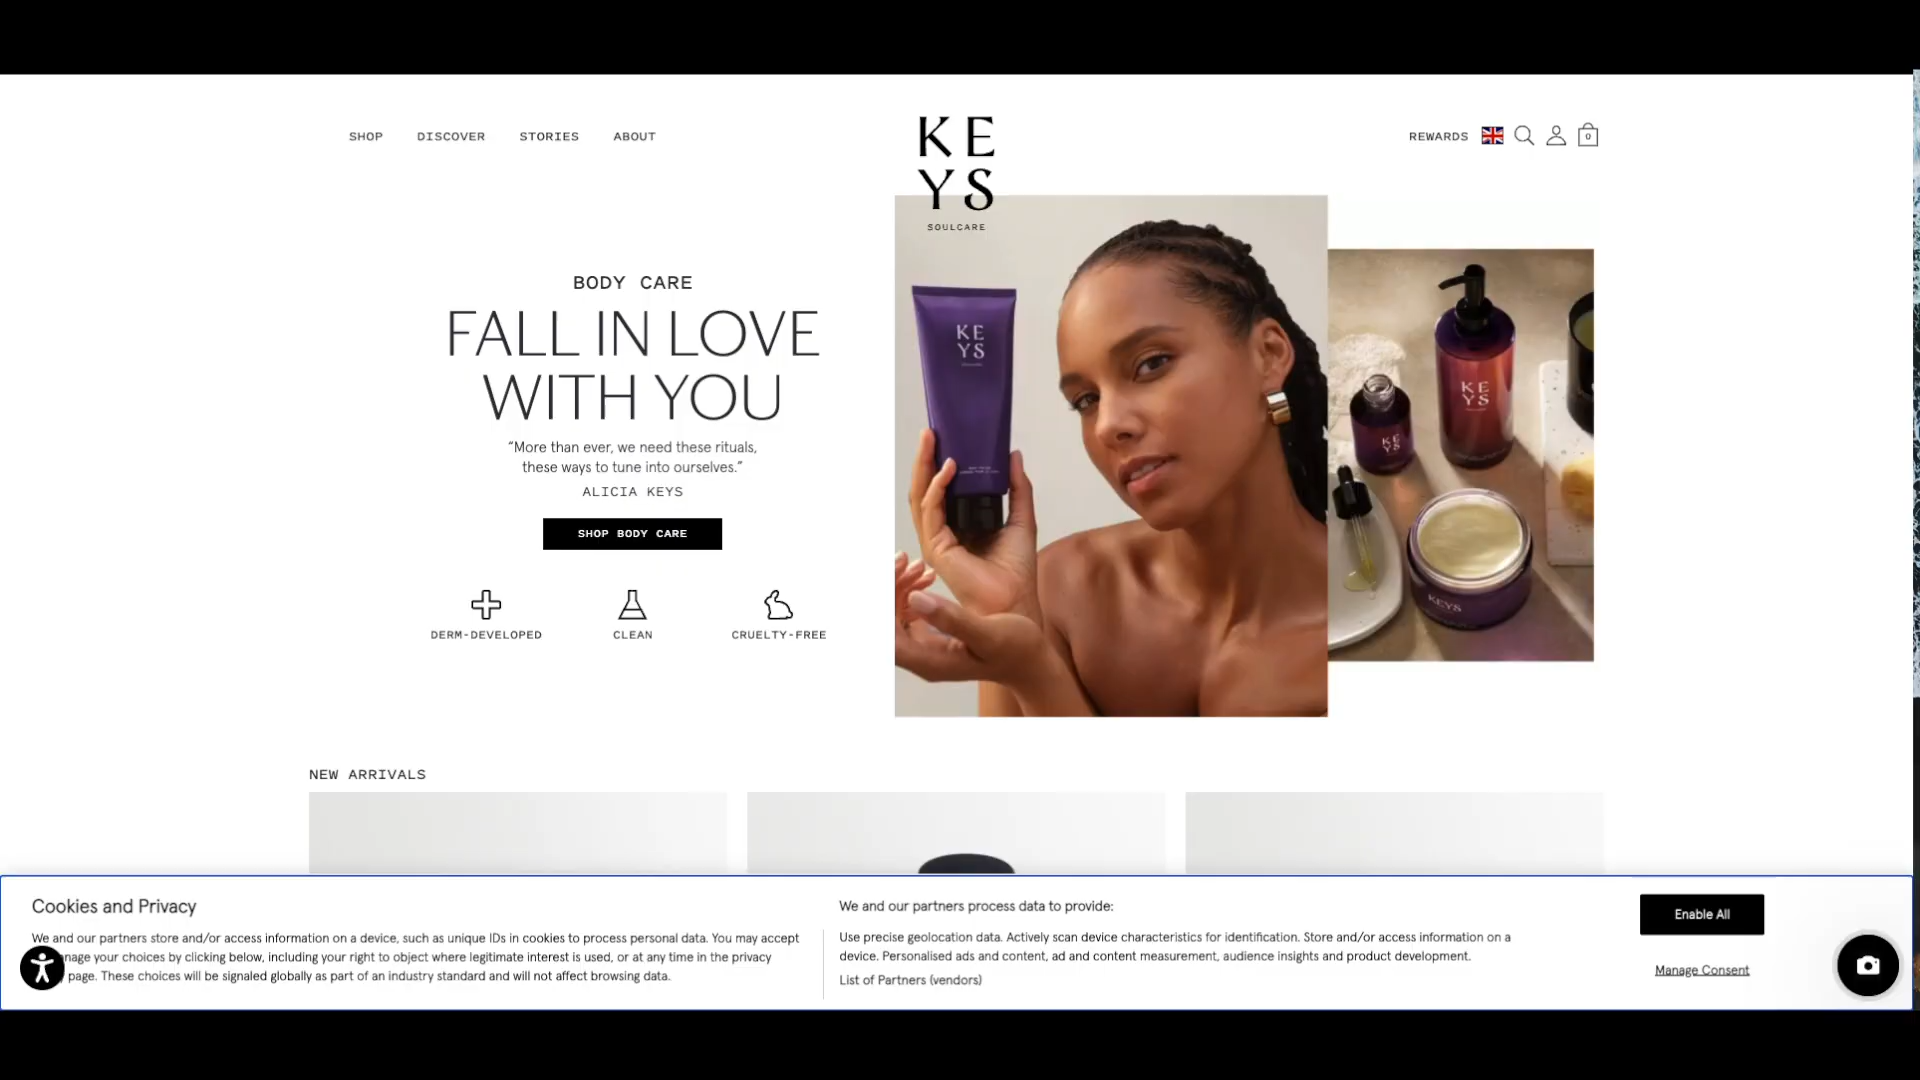 SHOP DISCOVER STORIES ABOUT
KE
YS
SOULCARE
REWARDS
0
BODY CARE
FALL IN LOVE
WITH YOU
“More than ever, we need these rituals,
these ways to tune into ourselves.”
ALICIA KEYS
SHOP BODY CARE
DERM-DEVELOPED CLEAN CRUELTY-FREE
KE
YS
KE
YS
KE
YS
KEYS
NEW ARRIVALS
Cookies and Privacy
We and our partners store and/or access information on a device, such as unique IDs in cookies to process personal data. You may accept
nage your choices by clicking below, including your right to object where legitimate interest is used, or at any time in the privacy
page. These choices will be signaled globally as part of an industry standard and will not affect browsing data.
We and our partners process data to provide:
Use precise geolocation data. Actively scan device characteristics for identification. Store and/or access information on a
device. Personalised ads and content, ad and content measurement, audience insights and product development.
List of Partners (vendors)
Enable All
Manage Consent